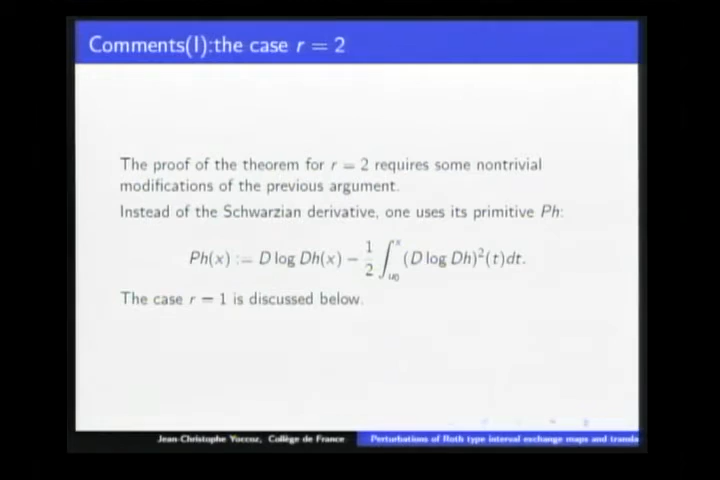 Comments(I):the case r = 2
The proof of the theorem for r = 2 requires some nontrivial
modifications of the previous argument.
Instead of the Schwarzian derivative, one uses its primitive Ph:
Ph(x) := D log Dh(x) − 1/2 ∫_{u_0}^{x} (D log Dh)²(t)dt.
The case r = 1 is discussed below.
Jean-Christophe Yoccoz, Collège de France Perturbations of Roth type interval exchange maps and transla